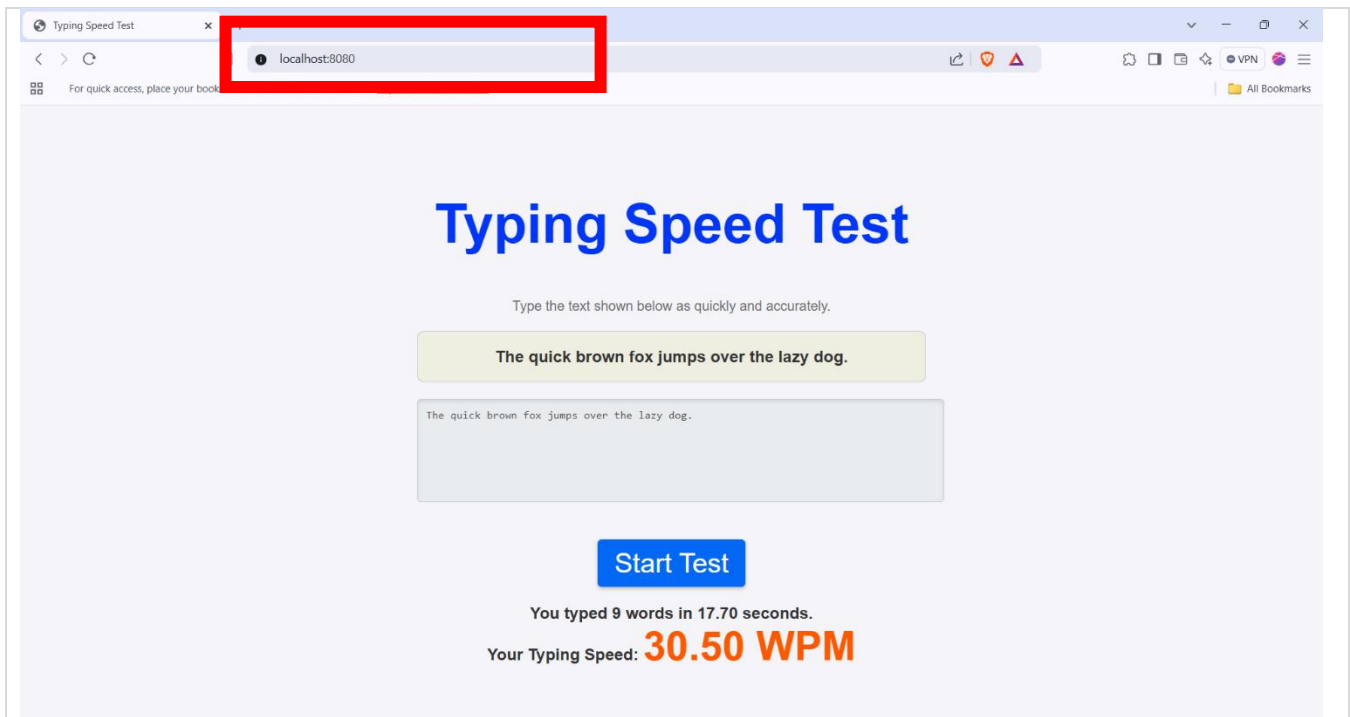 Typing Speed Test
localhost:8080
VPN
For quick access, place your book
All Bookmarks
Typing Speed Test
Type the text shown below as quickly and accurately.
The quick brown fox jumps over the lazy dog.
The quick brown fox jumps over the lazy dog.
Start Test
You typed 9 words in 17.70 seconds.
Your Typing Speed: 30.50 WPM